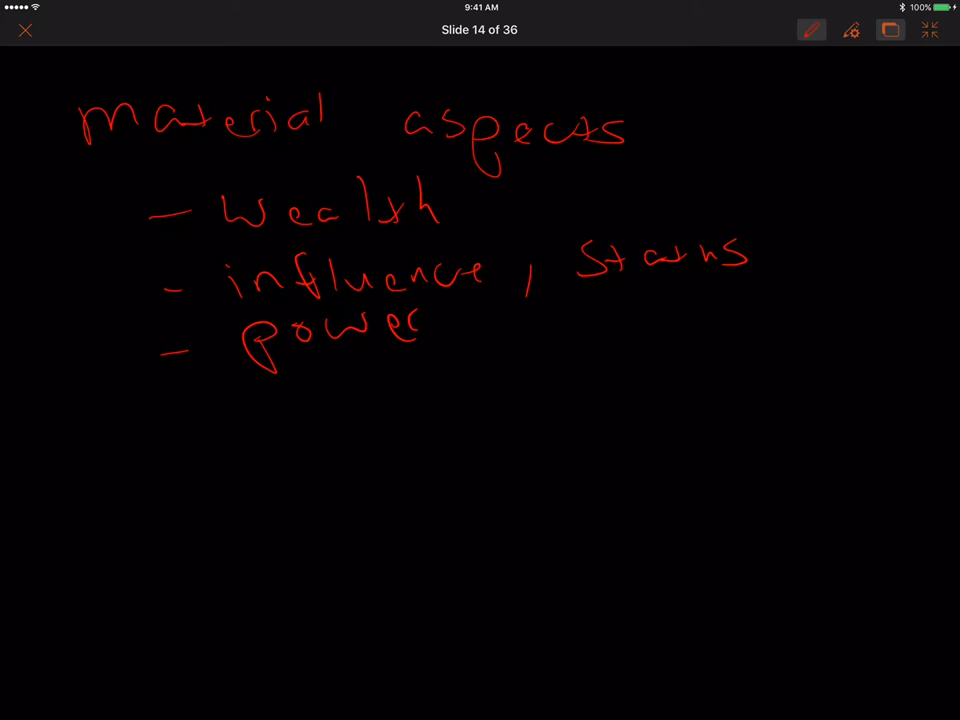 9:41 AM
100%
Slide 14 of 36
Material aspects
- Wealth
- influence, Status
- power